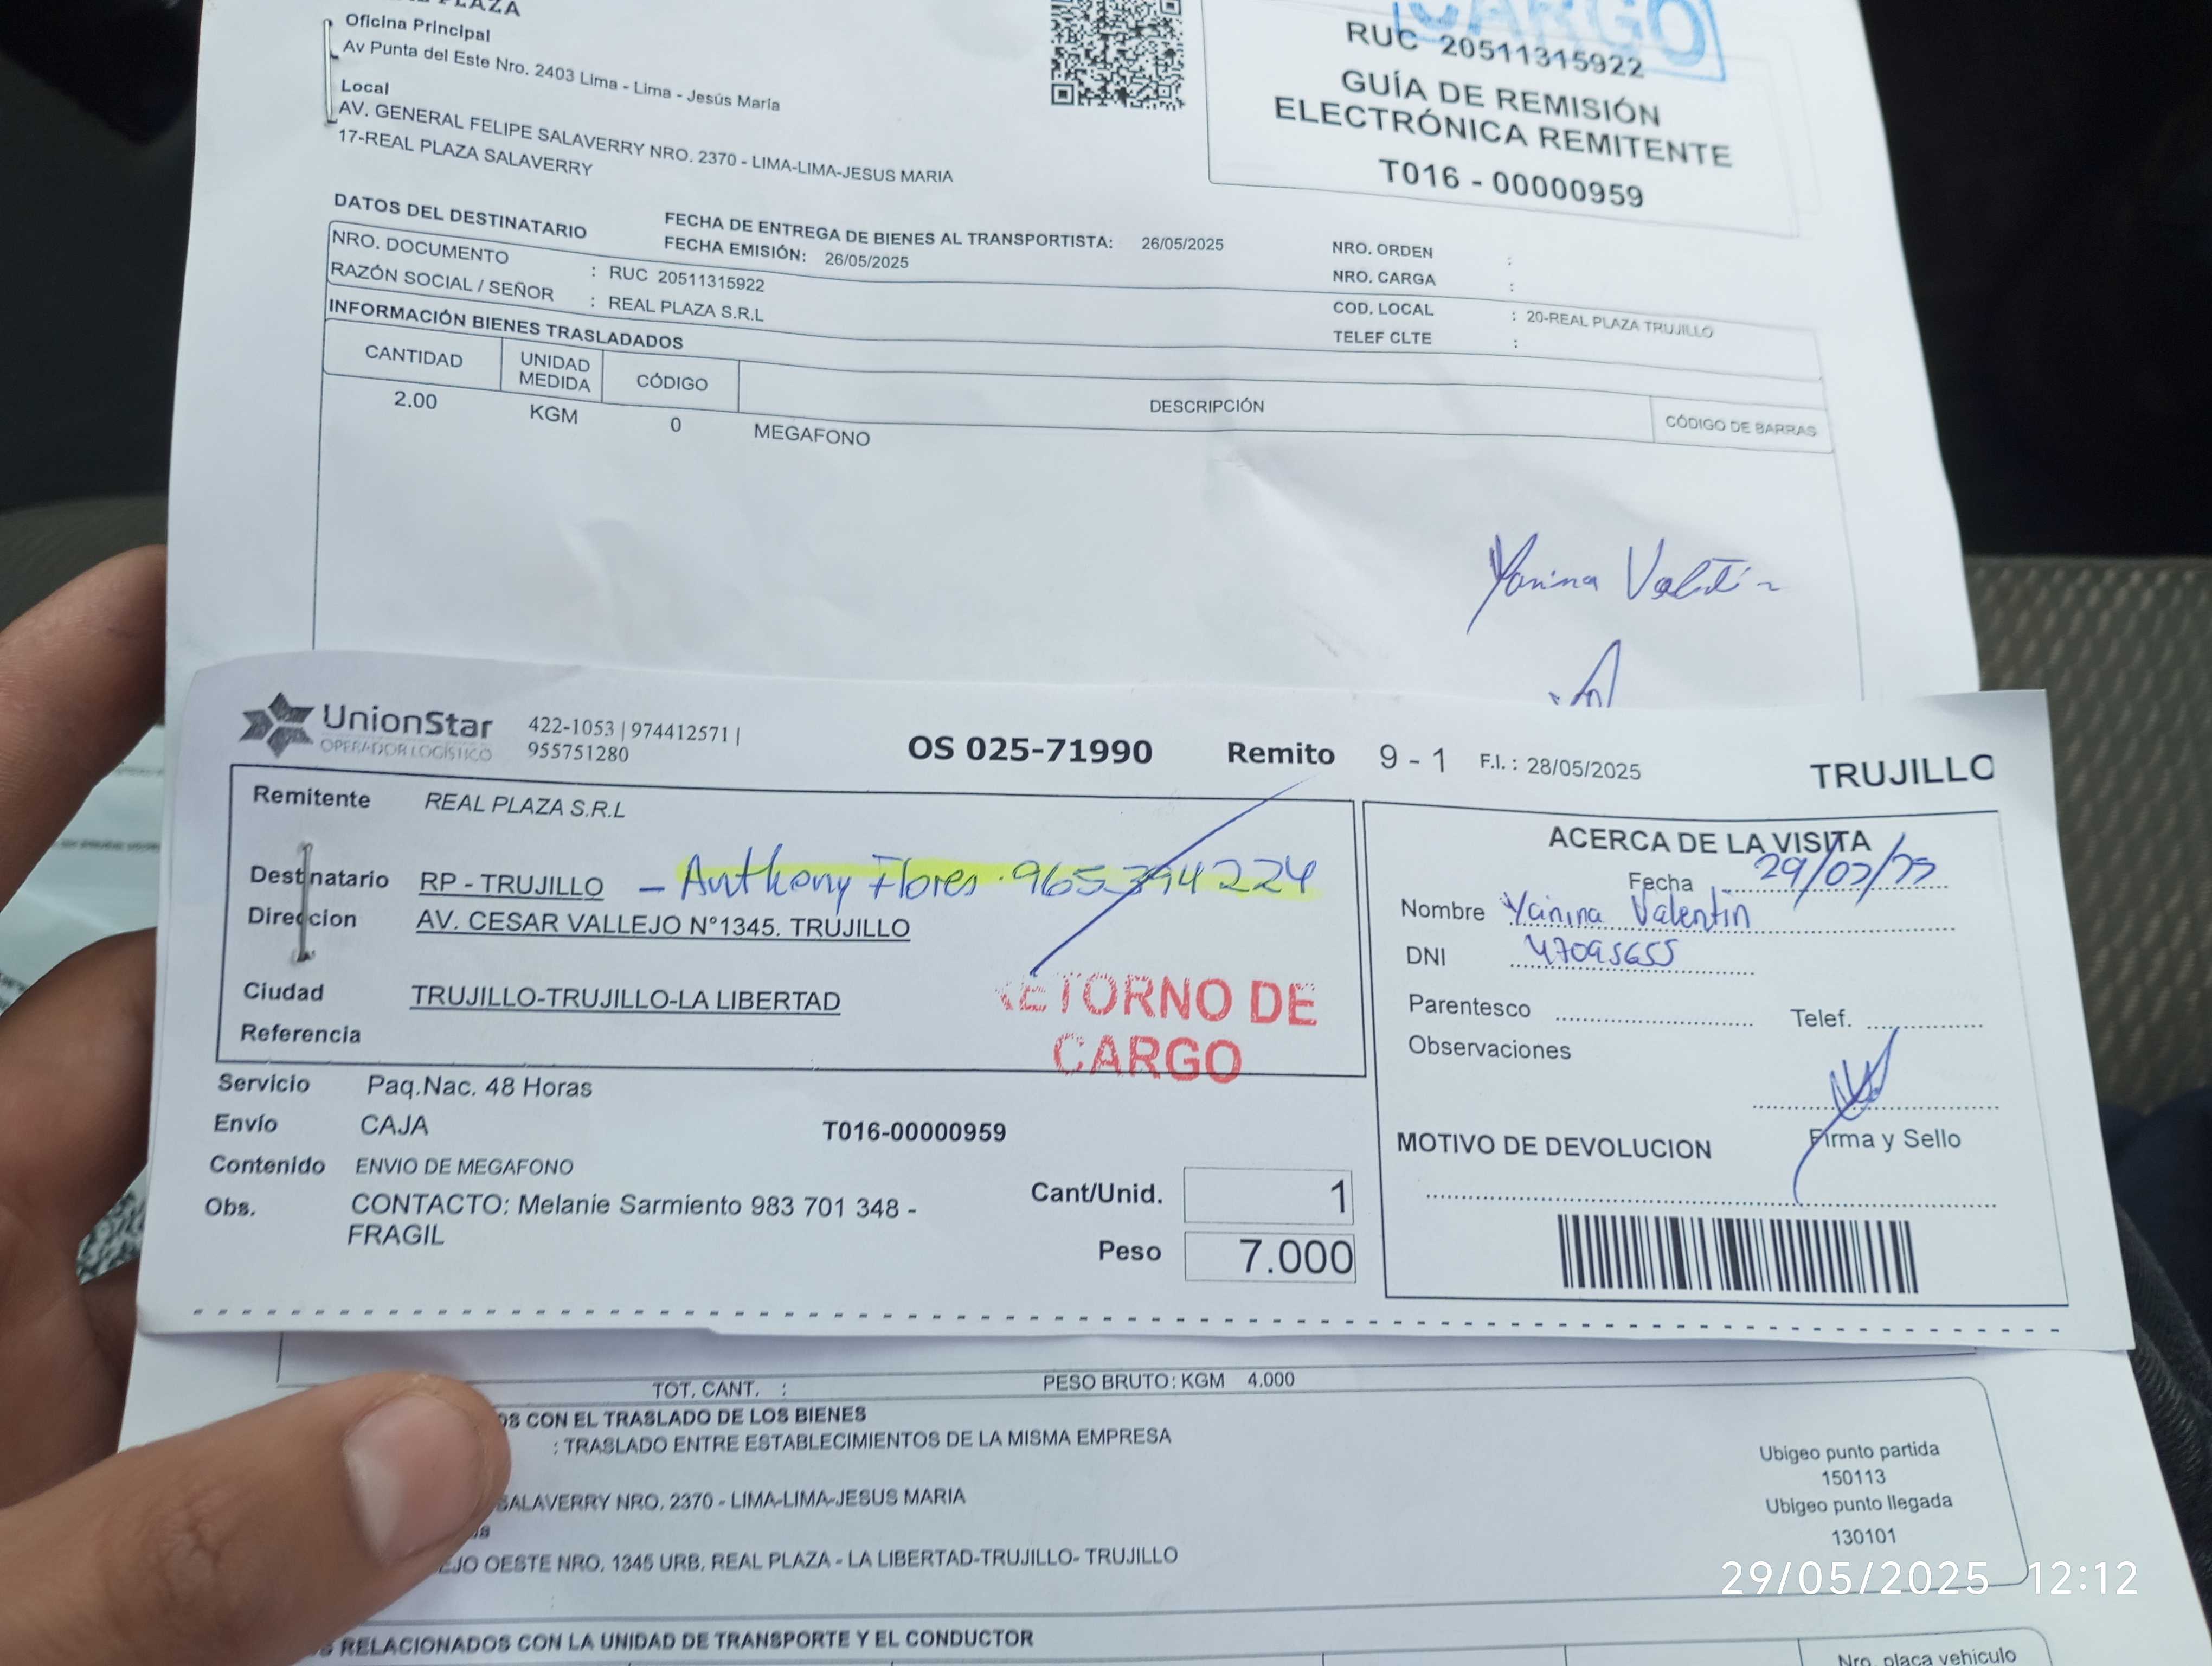 PLAZA
Oficina Principal
Av Punta del Este Nro. 2403 Lima - Lima - Jesús María
Local
AV. GENERAL FELIPE SALAVERRY NRO. 2370 - LIMA-LIMA-JESUS MARIA
17-REAL PLAZA SALAVERRY
CARGO
RUC 20511315922
GUÍA DE REMISIÓN
ELECTRÓNICA REMITENTE
T016 - 00000959
DATOS DEL DESTINATARIO
FECHA DE ENTREGA DE BIENES AL TRANSPORTISTA: 26/05/2025
FECHA EMISIÓN: 26/05/2025
NRO. DOCUMENTO : RUC 20511315922
RAZÓN SOCIAL / SEÑOR : REAL PLAZA S.R.L
NRO. ORDEN :
NRO. CARGA :
COD. LOCAL : 20-REAL PLAZA TRUJILLO
TELEF CLTE :
INFORMACIÓN BIENES TRASLADADOS
CANTIDAD UNIDAD MEDIDA CÓDIGO DESCRIPCIÓN CÓDIGO DE BARRAS
2.00 KGM 0 MEGAFONO
Yanina Valentin
UnionStar
OPERADOR LOGÍSTICO
422-1053 | 974412571 |
955751280
OS 025-71990 Remito 9 - 1 F.I. : 28/05/2025 TRUJILLO
Remitente REAL PLAZA S.R.L
Destinatario RP - TRUJILLO - Anthony Flores 965394224
Direccion AV. CESAR VALLEJO N°1345. TRUJILLO
Ciudad TRUJILLO-TRUJILLO-LA LIBERTAD
Referencia
RETORNO DE
CARGO
Servicio Paq.Nac. 48 Horas
Envío CAJA T016-00000959
Contenido ENVIO DE MEGAFONO
Obs. CONTACTO: Melanie Sarmiento 983 701 348 -
FRAGIL
Cant/Unid. 1
Peso 7.000
ACERCA DE LA VISITA
Fecha
Nombre Yanina Valentin
DNI 47095655
Parentesco Telef.
Observaciones
Firma y Sello
MOTIVO DE DEVOLUCION
TOT. CANT. : PESO BRUTO: KGM 4.000
OS CON EL TRASLADO DE LOS BIENES
: TRASLADO ENTRE ESTABLECIMIENTOS DE LA MISMA EMPRESA
SALAVERRY NRO. 2370 - LIMA-LIMA-JESUS MARIA
EJO OESTE NRO. 1345 URB. REAL PLAZA - LA LIBERTAD-TRUJILLO- TRUJILLO
Ubigeo punto partida
150113
Ubigeo punto llegada
130101
29/05/2025 12:12
RELACIONADOS CON LA UNIDAD DE TRANSPORTE Y EL CONDUCTOR
Nro. placa vehiculo